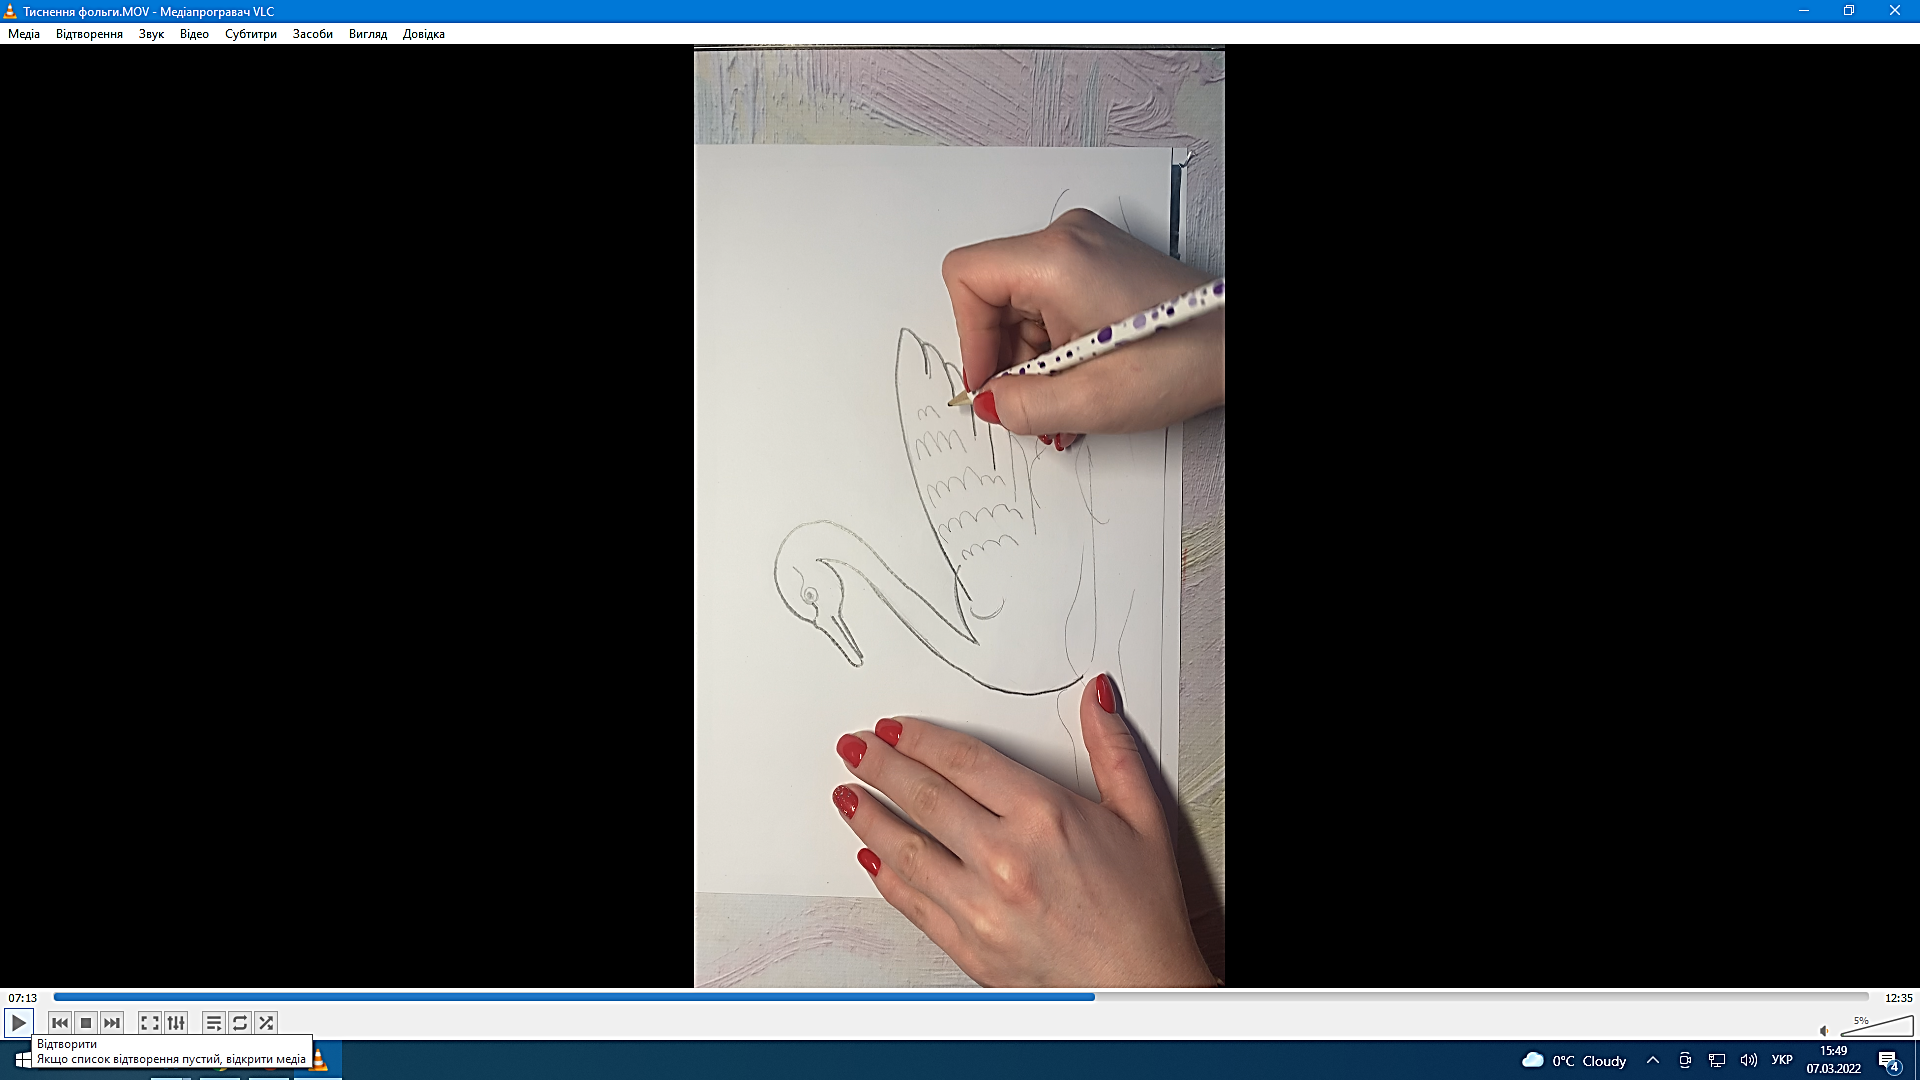 Тиснення фольги.MOV - Медіапрогравач VLC
Медіа Відтворення Звук Відео Субтитри Засоби Вигляд Довідка
07:13 12:35
5%
Відтворити
Якщо список відтворення пустий, відкрити медіа
0°C Cloudy УКР 15:49
07.03.2022
4